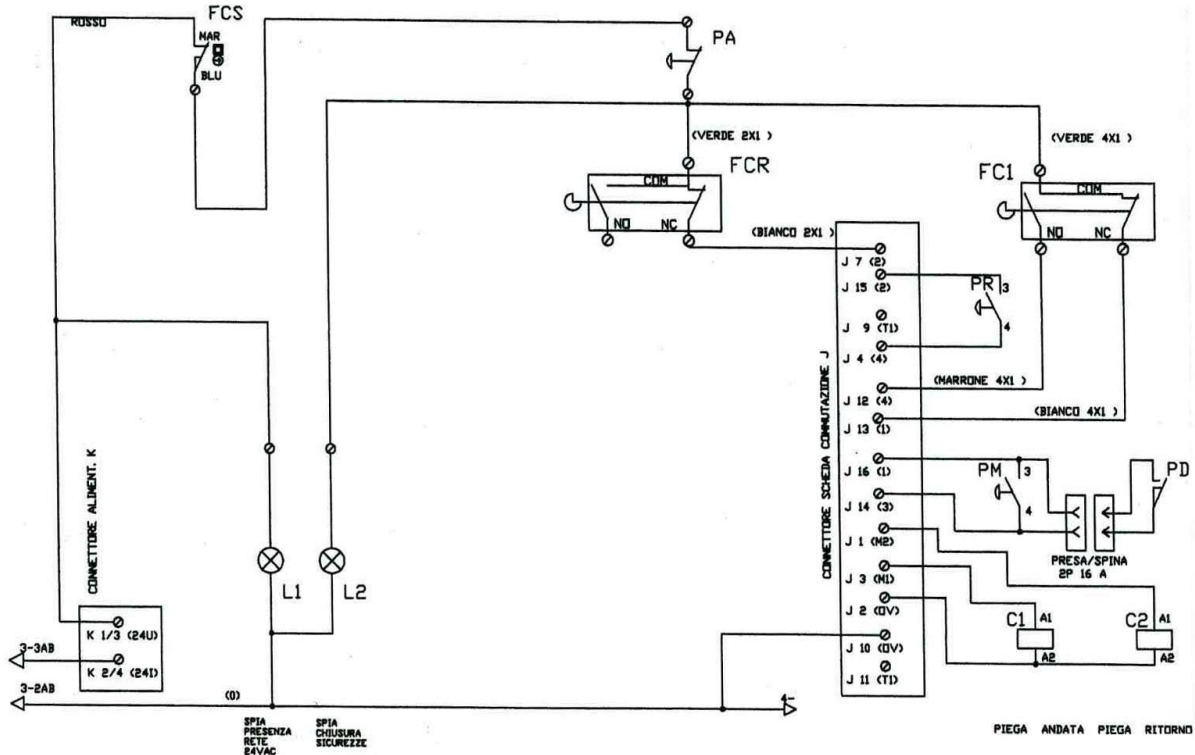 FCS
ROSSO
MAR
BLU
PA
(VERDE 2X1 )
(VERDE 4X1 )
FCR
COM
NO NC
FC1
COM
NO NC
(BIANCO 2X1 )
CONNETTORE SCHEDA COMMUTAZIONE J
J 7 (2)
J 15 (2)
J 9 (T1)
J 4 (4)
J 12 (4)
J 13 (1)
J 16 (1)
J 14 (3)
J 1 (M2)
J 3 (M1)
J 2 (0V)
J 10 (0V)
J 11 (T1)
PR
3
4
(MARRONE 4X1 )
(BIANCO 4X1 )
PM
3
4
PD
PRESA/SPINA
2P 16 A
C1
A1
A2
C2
A1
A2
CONNETTORE ALIMENT. K
L1
L2
K 1/3 (24U)
K 2/4 (24I)
3-3AB
3-2AB
(0)
4-
SPIA
PRESENZA
RETE
24VAC
SPIA
CHIUSURA
SICUREZZE
PIEGA ANDATA PIEGA RITORNO